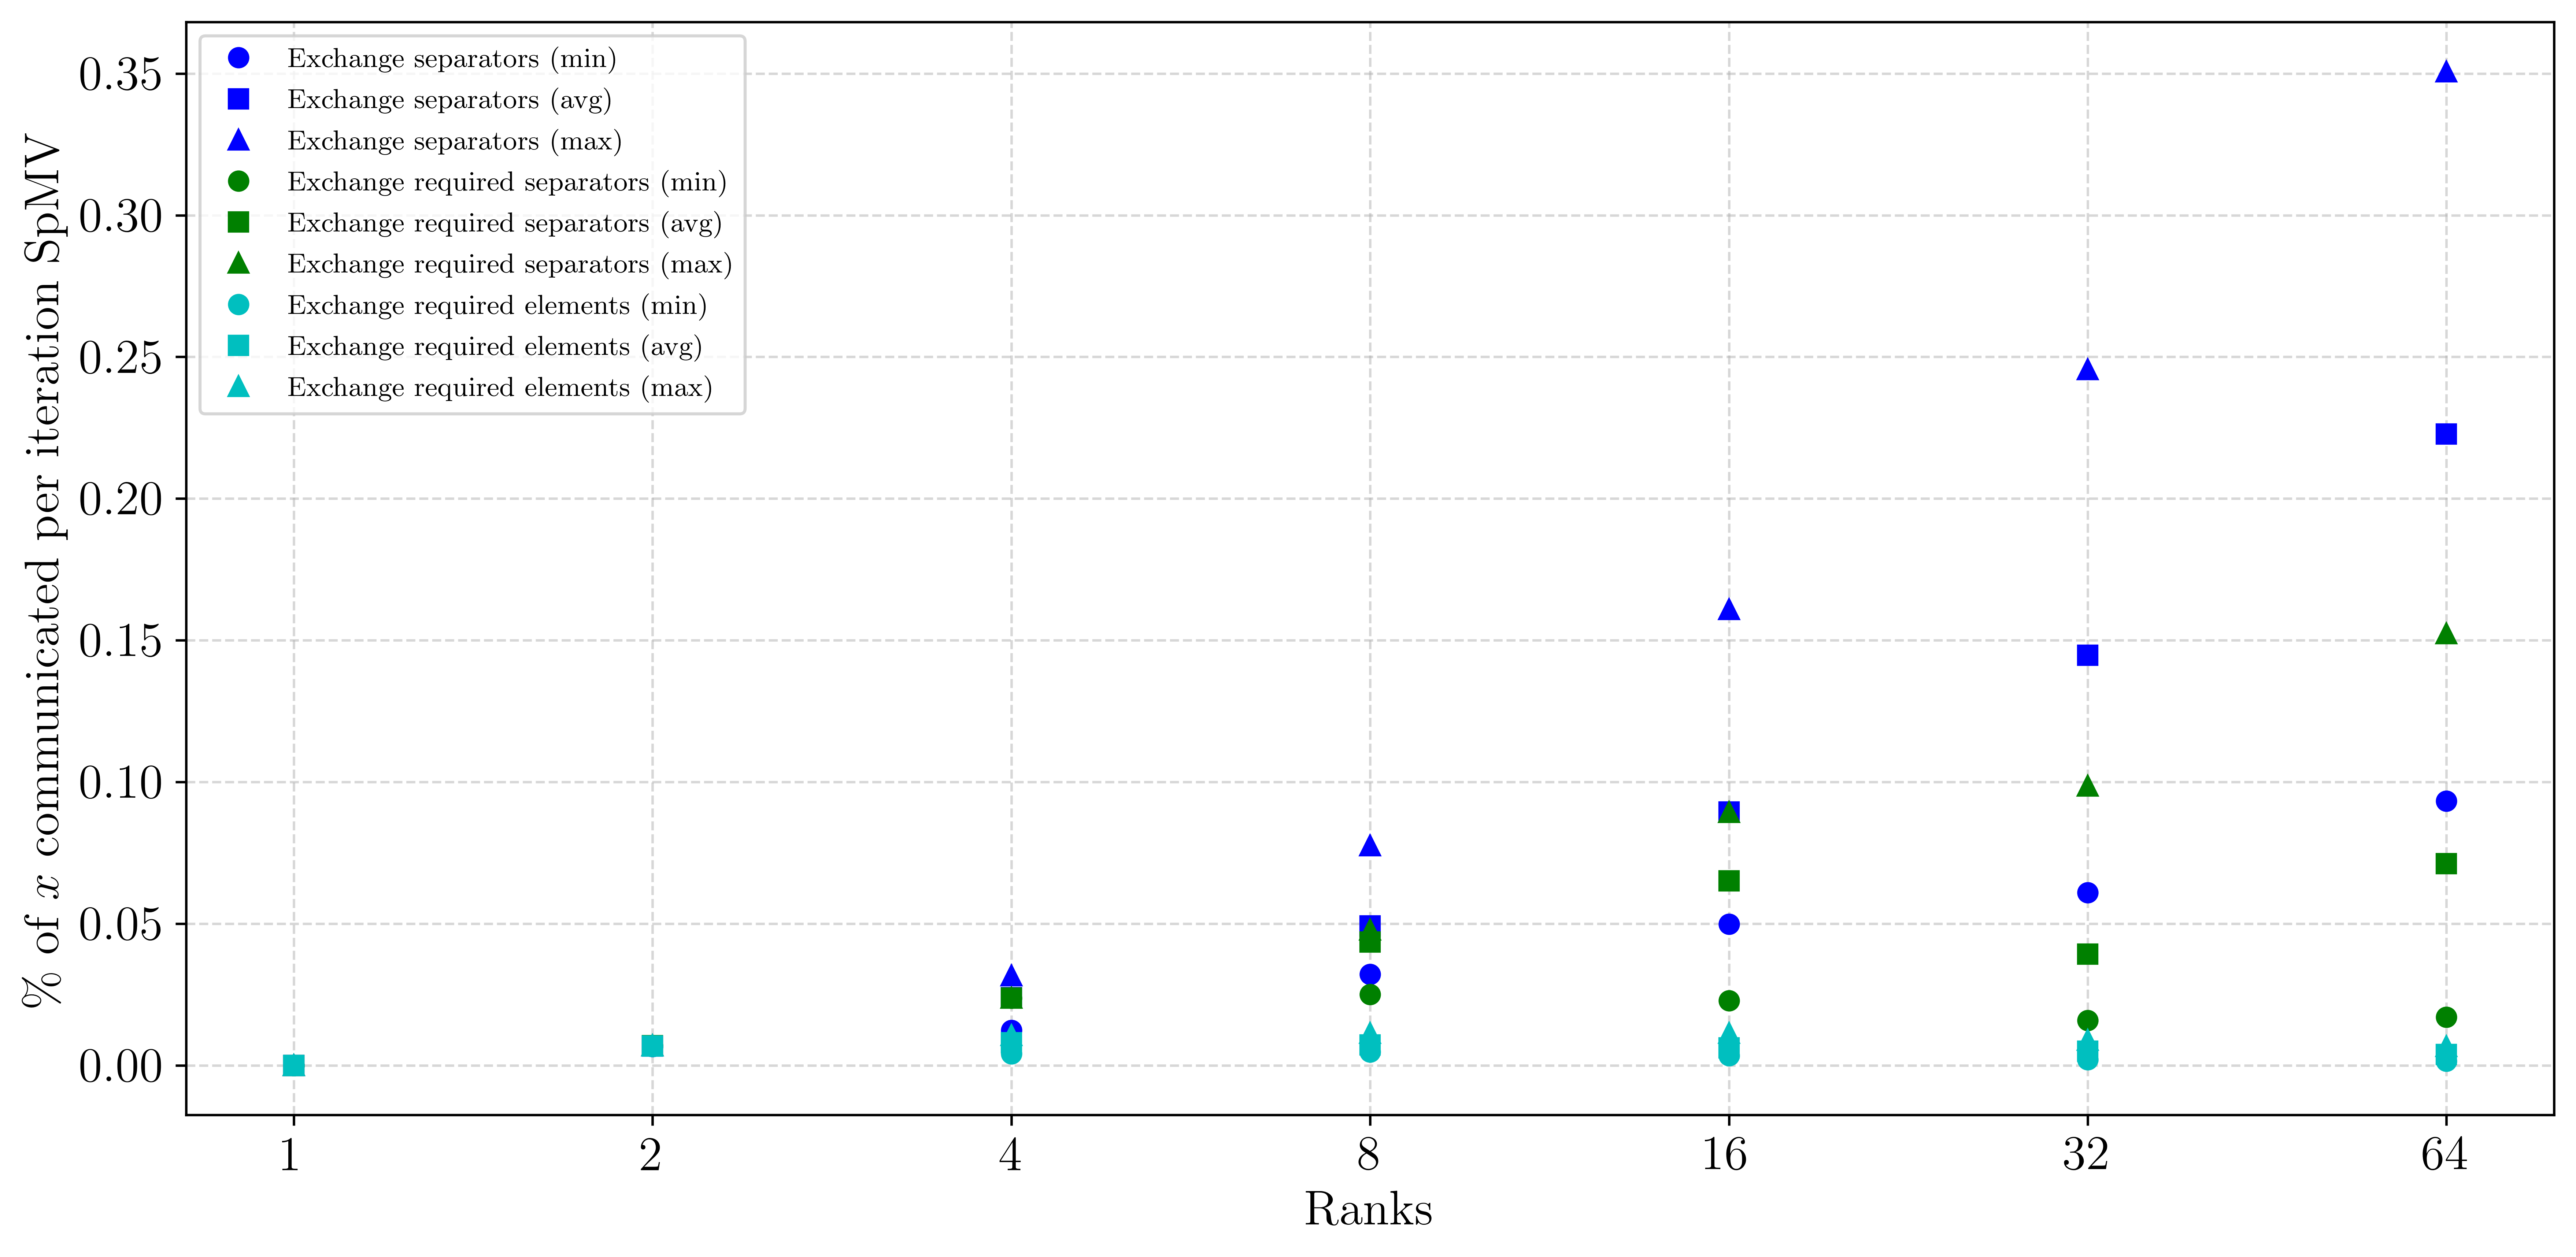 % of x communicated per iteration SpMV
0.35
0.30
0.25
0.20
0.15
0.10
0.05
0.00
Exchange separators (min)
Exchange separators (avg)
Exchange separators (max)
Exchange required separators (min)
Exchange required separators (avg)
Exchange required separators (max)
Exchange required elements (min)
Exchange required elements (avg)
Exchange required elements (max)
1 2 4 8 16 32 64
Ranks